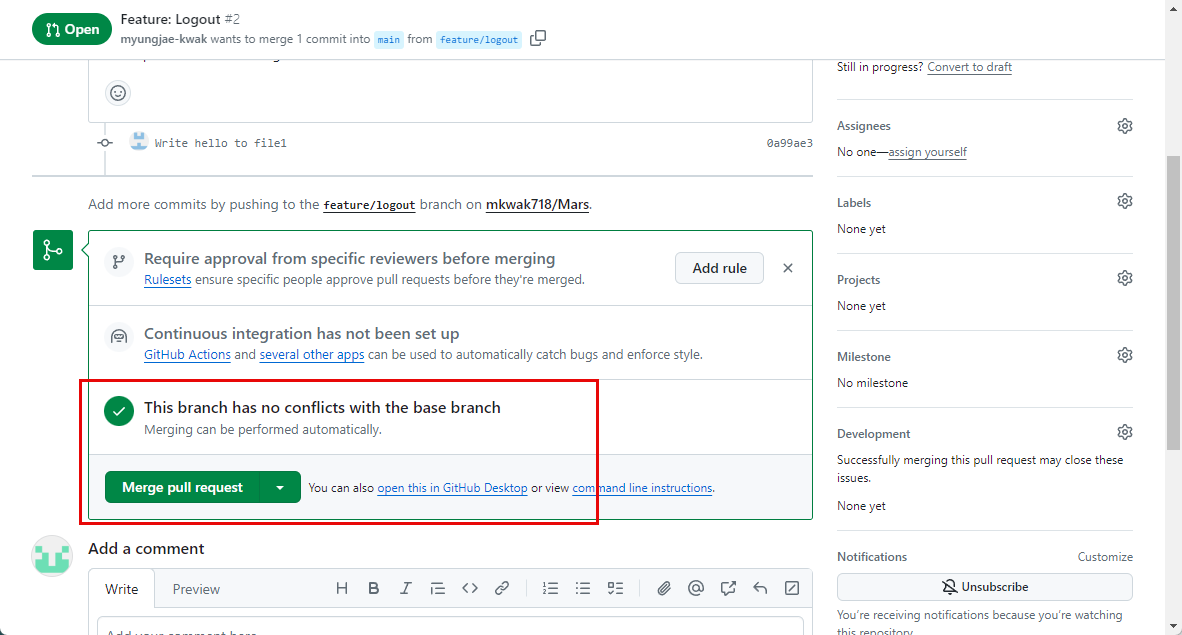 Open
Feature: Logout #2
myungjae-kwak wants to merge 1 commit into main from feature/logout
Write hello to file1
0a99ae3
Add more commits by pushing to the feature/logout branch on mkwak718/Mars.
Require approval from specific reviewers before merging
Rulesets ensure specific people approve pull requests before they're merged.
Add rule
Continuous integration has not been set up
GitHub Actions and several other apps can be used to automatically catch bugs and enforce style.
This branch has no conflicts with the base branch
Merging can be performed automatically.
Merge pull request
You can also open this in GitHub Desktop or view command line instructions.
Add a comment
Write
Preview
Add your comment here
Still in progress? Convert to draft
Assignees
No one—assign yourself
Labels
None yet
Projects
None yet
Milestone
No milestone
Development
Successfully merging this pull request may close these
issues.
None yet
Notifications
Customize
Unsubscribe
You're receiving notifications because you're watching
this repository.